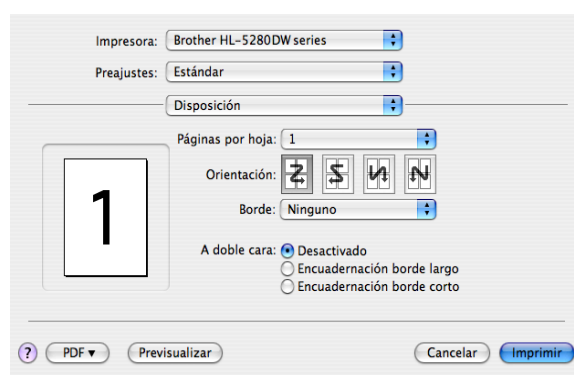 Impresora: Brother HL-5280DW series
Preajustes: Estándar
Disposición
Páginas por hoja: 1
Orientación:
1
Borde: Ninguno
A doble cara: Desactivado
Encuadernación borde largo
Encuadernación borde corto
? PDF ▼ Previsualizar Cancelar Imprimir